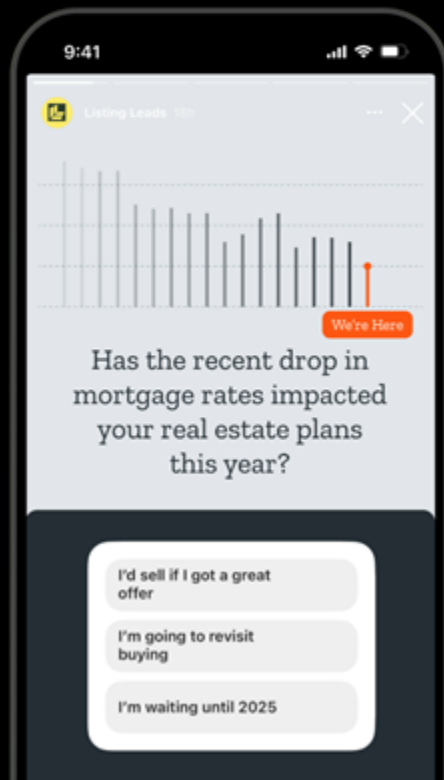 9:41
Listing Leads 18h
We're Here
Has the recent drop in
mortgage rates impacted
your real estate plans
this year?
I'd sell if I got a great
offer
I'm going to revisit
buying
I'm waiting until 2025